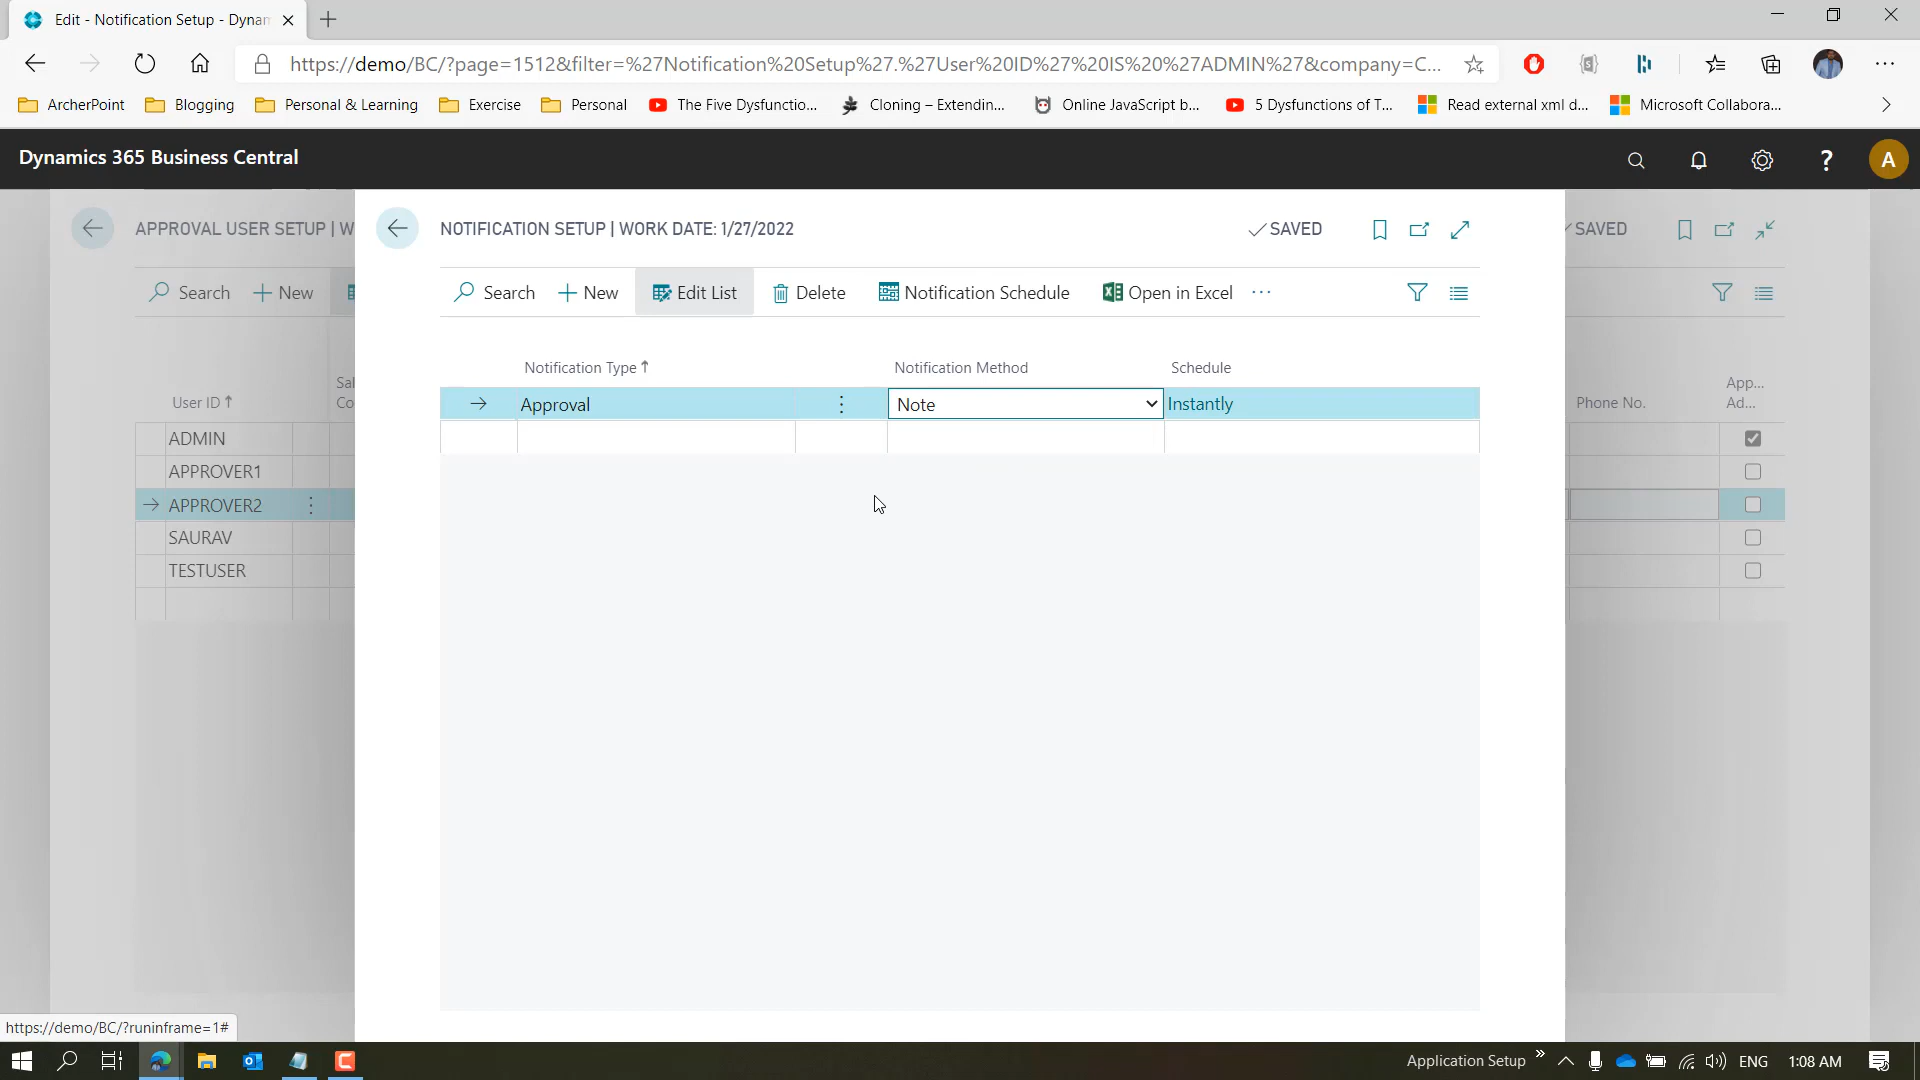 Edit - Notification Setup - Dynam
https://demo/BC/?page=1512&filter=%27Notification%20Setup%27.%27User%20ID%27%20IS%20%27ADMIN%27&company=C...
ArcherPoint
Blogging
Personal & Learning
Exercise
Personal
The Five Dysfunctio...
Cloning – Extendin...
Online JavaScript b...
5 Dysfunctions of T...
Read external xml d...
Microsoft Collabora...
Dynamics 365 Business Central
?
A
APPROVAL USER SETUP | W
NOTIFICATION SETUP | WORK DATE: 1/27/2022
SAVED
SAVED
Search
New
Search
New
Edit List
Delete
Notification Schedule
Open in Excel
...
User ID
Sal
Co
Notification Type
Notification Method
Schedule
Phone No.
App...
Ad...
Approval
Note
Instantly
ADMIN
APPROVER1
APPROVER2
SAURAV
TESTUSER
https://demo/BC/?runinframe=1#
Application Setup
ENG
1:08 AM